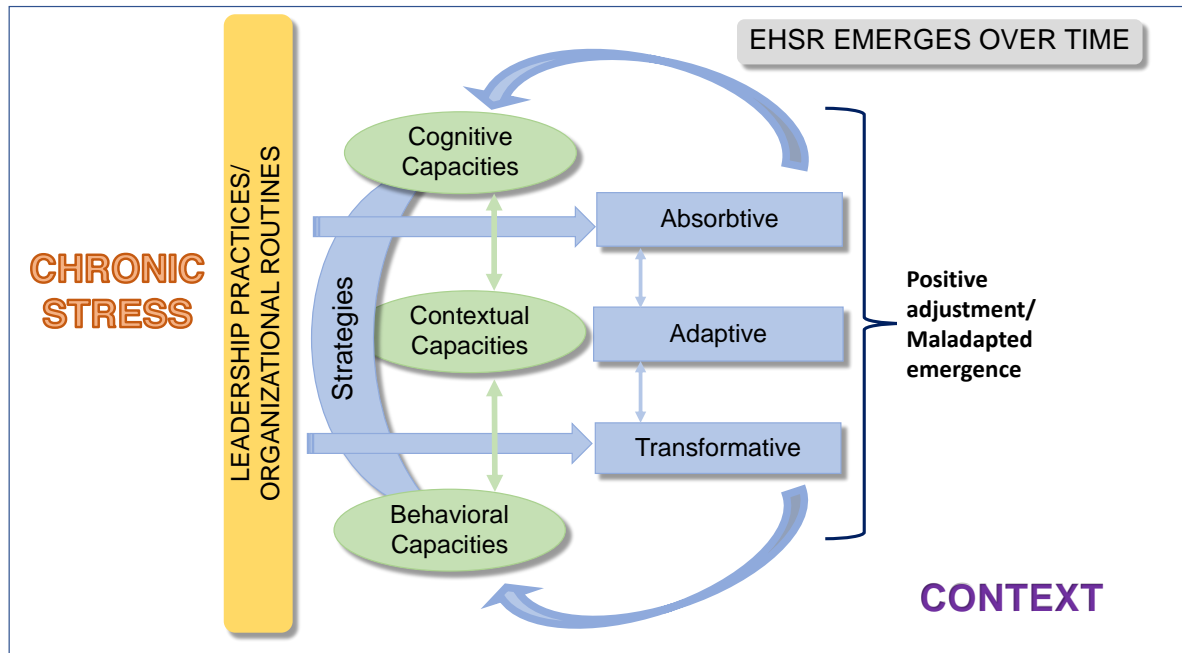 EHSR EMERGES OVER TIME
CHRONIC
STRESS
LEADERSHIP PRACTICES/
ORGANIZATIONAL ROUTINES
Strategies
Cognitive
Capacities
Contextual
Capacities
Behavioral
Capacities
Absorbtive
Adaptive
Transformative
Positive
adjustment/
Maladapted
emergence
CONTEXT